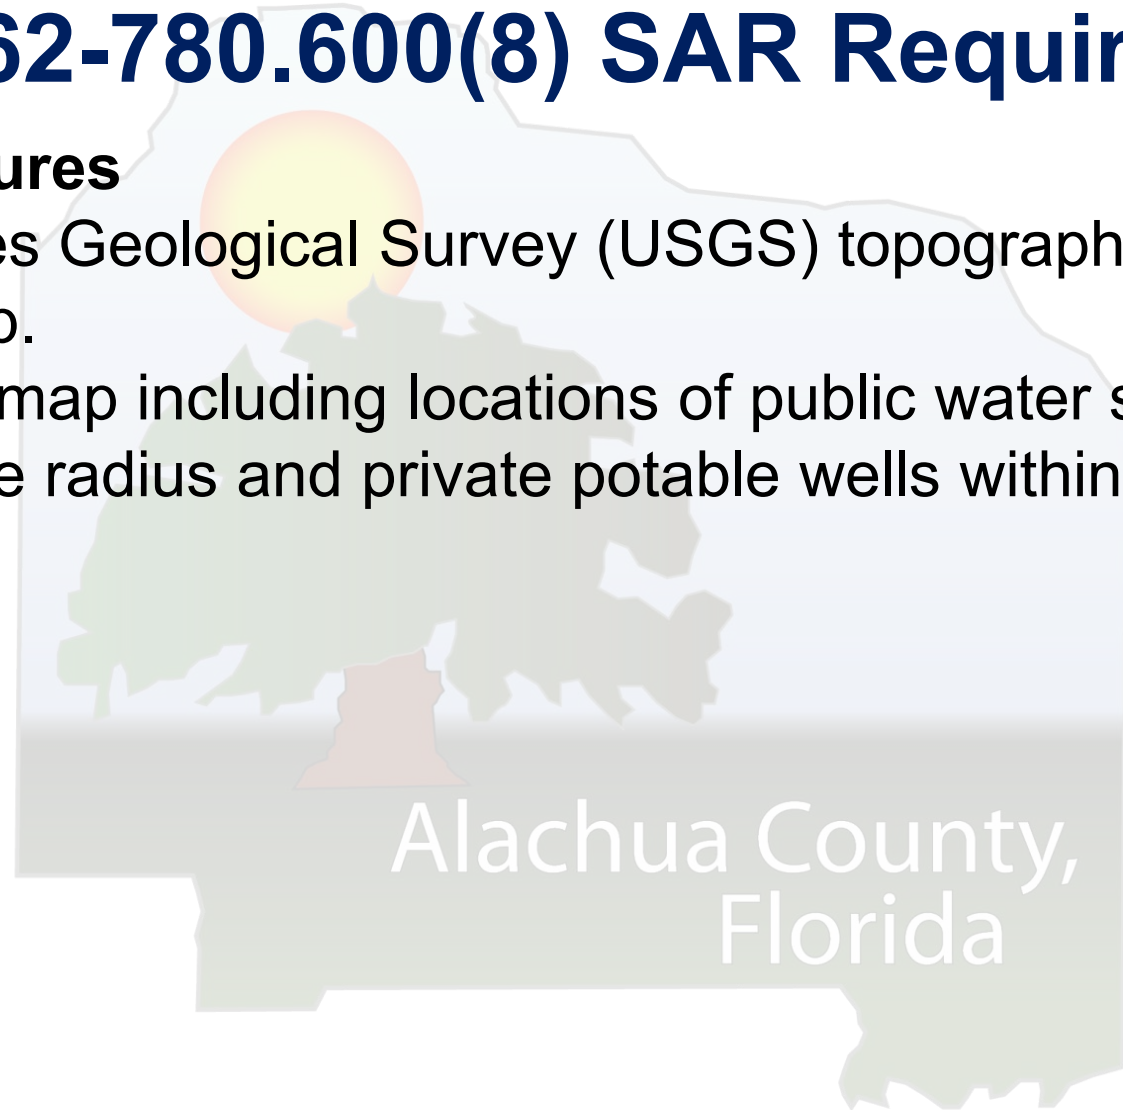 62-780.600(8) SAR Requir
ures
es Geological Survey (USGS) topograph
p.
map including locations of public water s
e radius and private potable wells within
Alachua County,
Florida